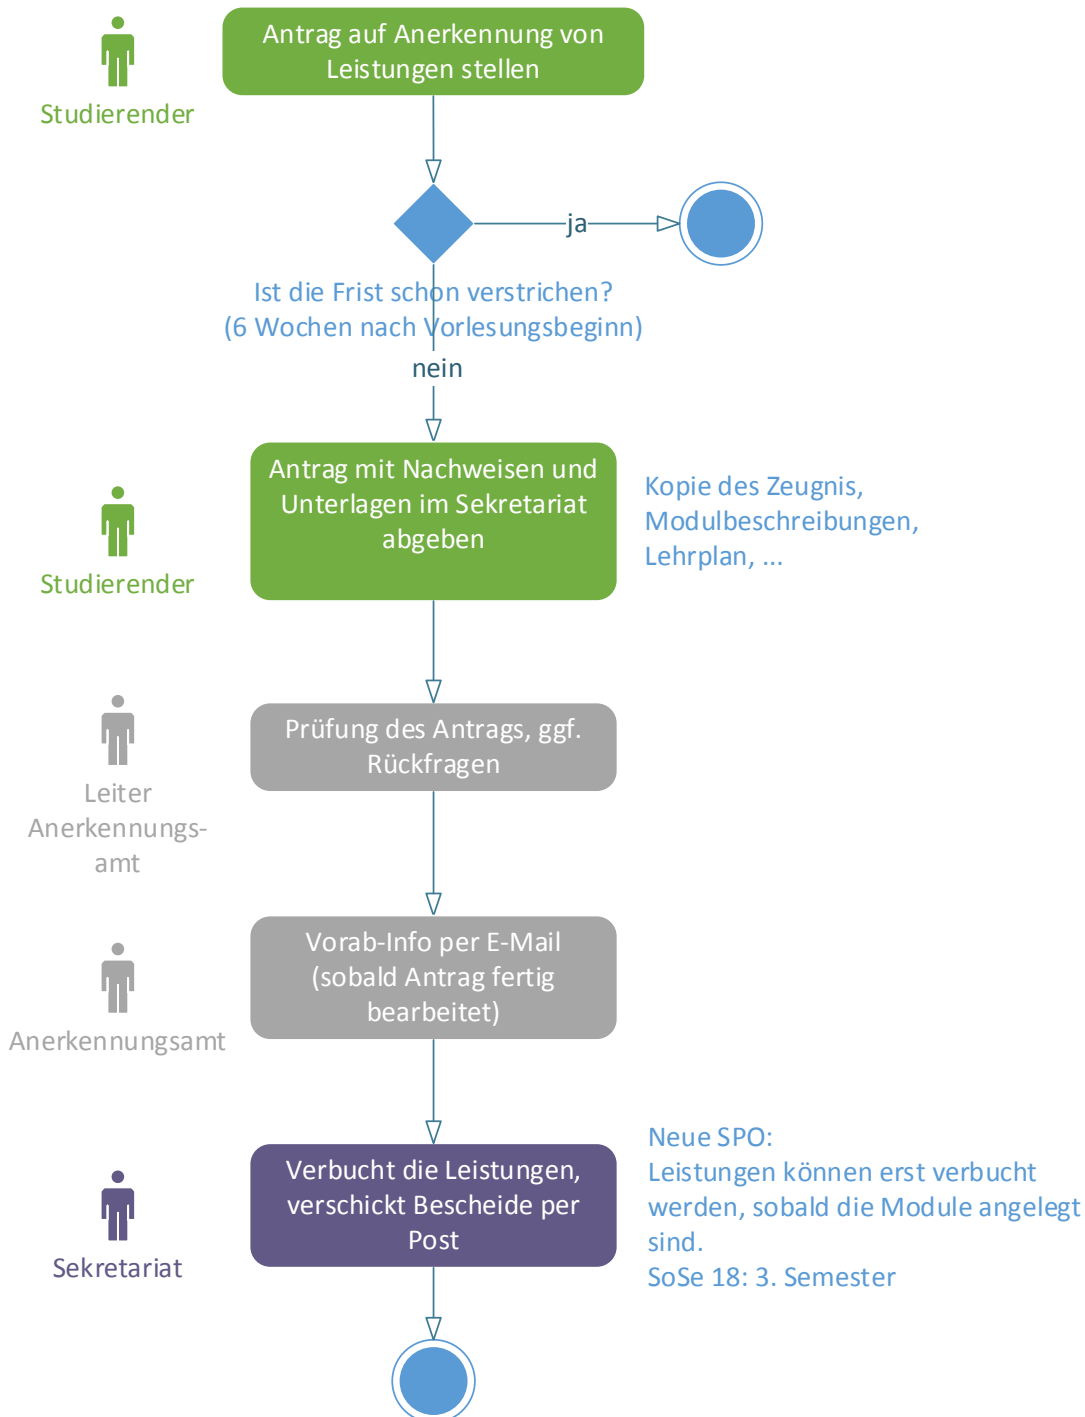 Antrag auf Anerkennung von
Leistungen stellen
Studierender
ja
Ist die Frist schon verstrichen?
(6 Wochen nach Vorlesungsbeginn)
nein
Antrag mit Nachweisen und
Unterlagen im Sekretariat
abgeben
Kopie des Zeugnis,
Modulbeschreibungen,
Lehrplan, ...
Studierender
Prüfung des Antrags, ggf.
Rückfragen
Leiter
Anerkennungs-
amt
Vorab-Info per E-Mail
(sobald Antrag fertig
bearbeitet)
Anerkennungsamt
Verbucht die Leistungen,
verschickt Bescheide per
Post
Sekretariat
Neue SPO:
Leistungen können erst verbucht
werden, sobald die Module angelegt
sind.
SoSe 18: 3. Semester